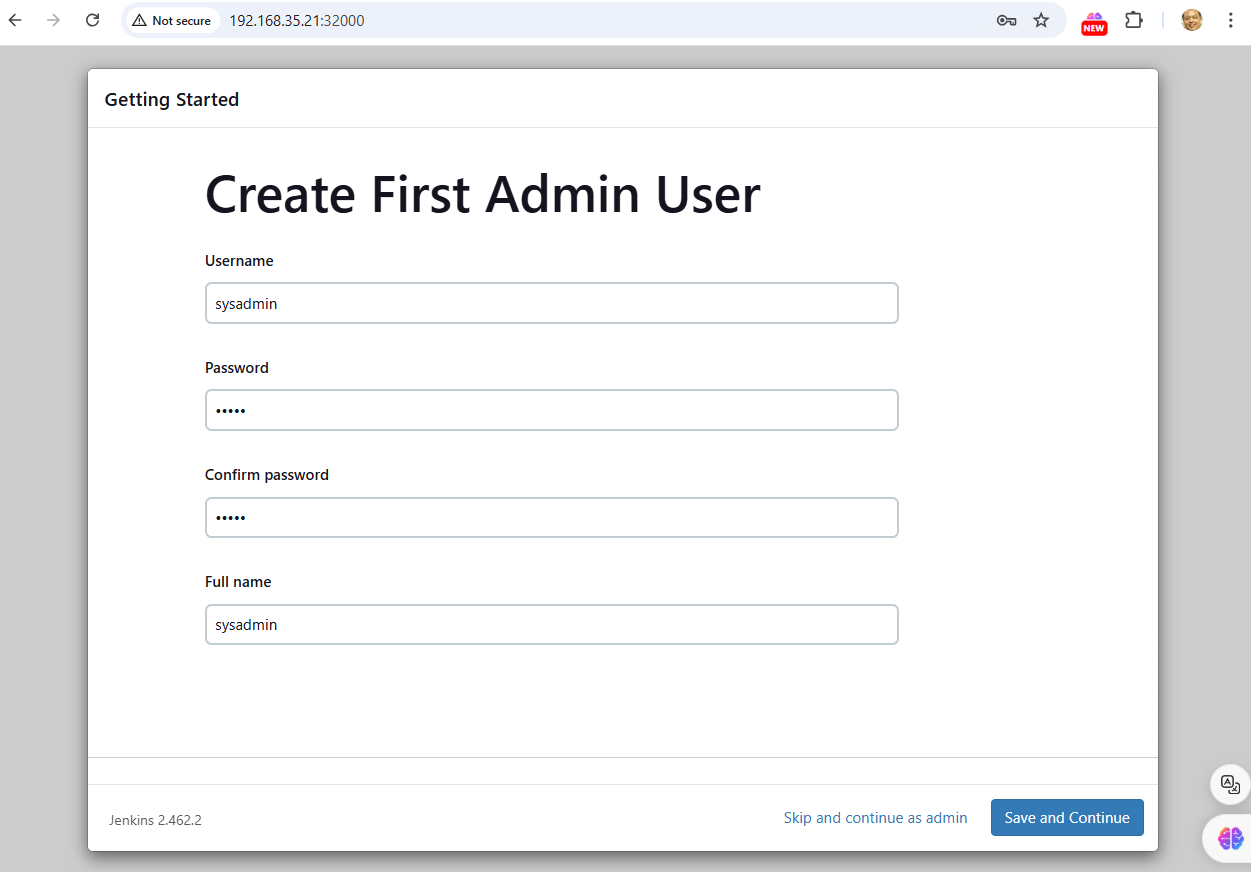 Not secure 192.168.35.21:32000
NEW
Getting Started
Create First Admin User
Username
sysadmin
Password
•••••
Confirm password
•••••
Full name
sysadmin
Jenkins 2.462.2
Skip and continue as admin
Save and Continue